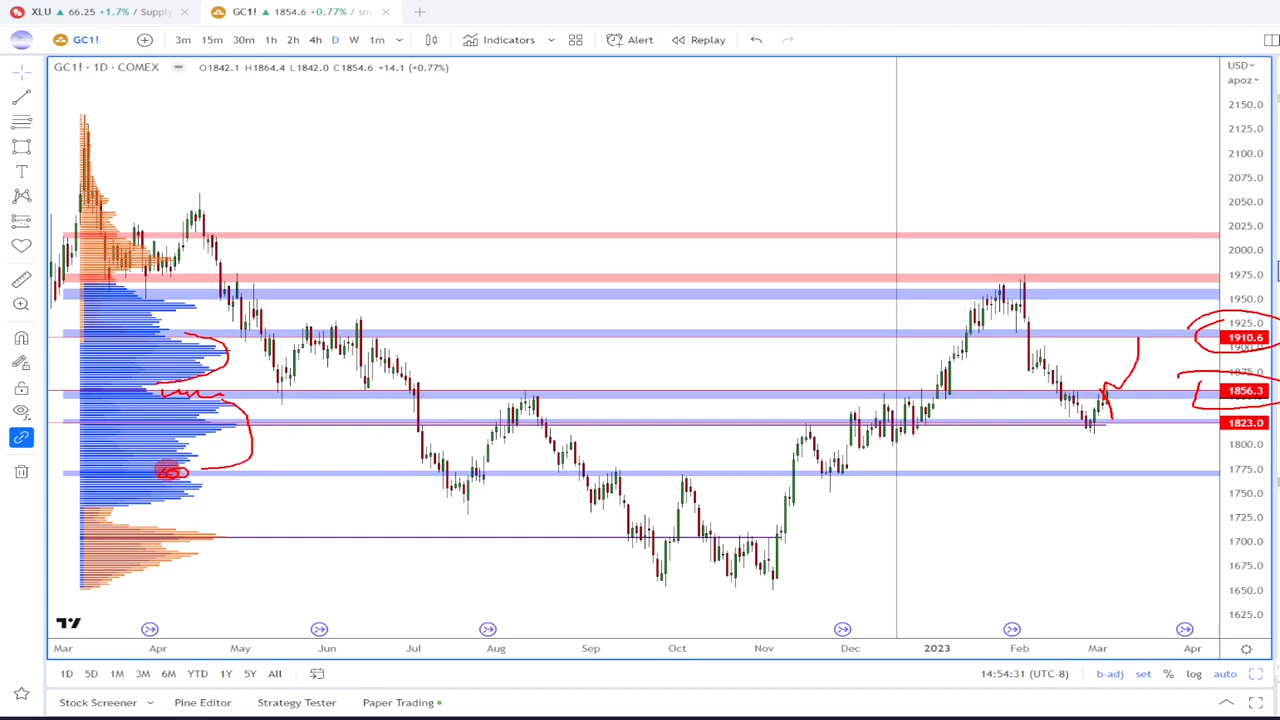 XLU ▲ 66.25 +1.7% / Supply
GC1! ▲ 1854.6 +0.77% / sm
GC1! 3m 15m 30m 1h 2h 4h D W 1m Indicators Alert Replay
GC1! · 1D · COMEX O1842.1 H1864.4 L1842.0 C1854.6 +14.1 (+0.77%)
USD
apoz
2150.0
2125.0
2100.0
2075.0
2050.0
2025.0
2000.0
1975.0
1950.0
1925.0
1910.6
1900.0
1875.0
1856.3
1823.0
1800.0
1775.0
1750.0
1725.0
1700.0
1675.0
1650.0
1625.0
Mar Apr May Jun Jul Aug Sep Oct Nov Dec 2023 Feb Mar Apr
1D 5D 1M 3M 6M YTD 1Y 5Y All 14:54:31 (UTC-8) b-adj set % log auto
Stock Screener Pine Editor Strategy Tester Paper Trading